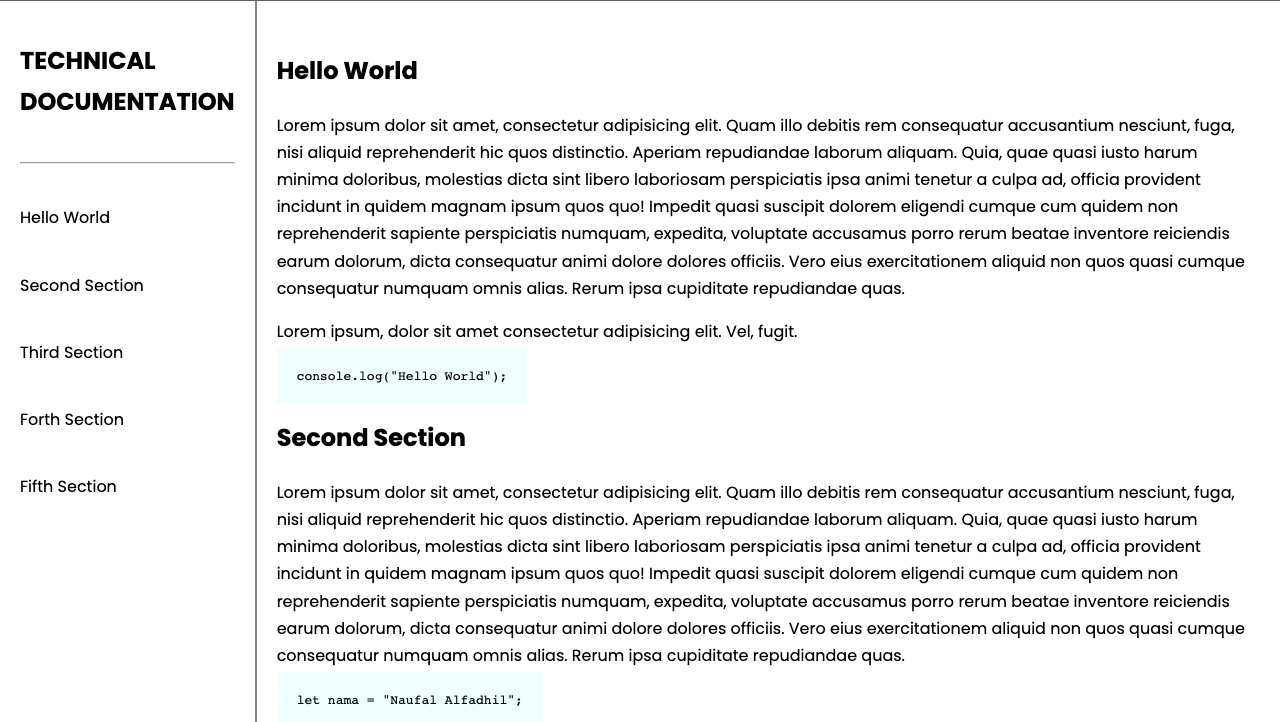 TECHNICAL
DOCUMENTATION
Hello World
Second Section
Third Section
Forth Section
Fifth Section
Hello World
Lorem ipsum dolor sit amet, consectetur adipisicing elit. Quam illo debitis rem consequatur accusantium nesciunt, fuga,
nisi aliquid reprehenderit hic quos distinctio. Aperiam repudiandae laborum aliquam. Quia, quae quasi iusto harum
minima doloribus, molestias dicta sint libero laboriosam perspiciatis ipsa animi tenetur a culpa ad, officia provident
incidunt in quidem magnam ipsum quos quo! Impedit quasi suscipit dolorem eligendi cumque cum quidem non
reprehenderit sapiente perspiciatis numquam, expedita, voluptate accusamus porro rerum beatae inventore reiciendis
earum dolorum, dicta consequatur animi dolore dolores officiis. Vero eius exercitationem aliquid non quos quasi cumque
consequatur numquam omnis alias. Rerum ipsa cupiditate repudiandae quas.
Lorem ipsum, dolor sit amet consectetur adipisicing elit. Vel, fugit.
console.log("Hello World");
Second Section
Lorem ipsum dolor sit amet, consectetur adipisicing elit. Quam illo debitis rem consequatur accusantium nesciunt, fuga,
nisi aliquid reprehenderit hic quos distinctio. Aperiam repudiandae laborum aliquam. Quia, quae quasi iusto harum
minima doloribus, molestias dicta sint libero laboriosam perspiciatis ipsa animi tenetur a culpa ad, officia provident
incidunt in quidem magnam ipsum quos quo! Impedit quasi suscipit dolorem eligendi cumque cum quidem non
reprehenderit sapiente perspiciatis numquam, expedita, voluptate accusamus porro rerum beatae inventore reiciendis
earum dolorum, dicta consequatur animi dolore dolores officiis. Vero eius exercitationem aliquid non quos quasi cumque
consequatur numquam omnis alias. Rerum ipsa cupiditate repudiandae quas.
let nama = "Naufal Alfadhil";